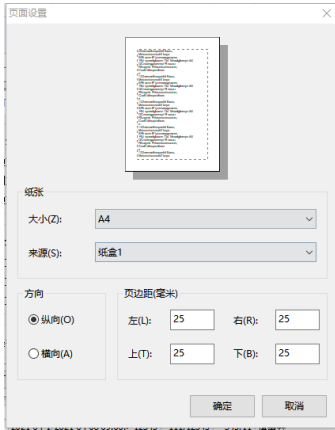 页面设置
纸张
大小(Z): A4
来源(S): 纸盒1
方向
纵向(O)
横向(A)
页边距(毫米)
左(L): 25 右(R): 25
上(T): 25 下(B): 25
确定 取消